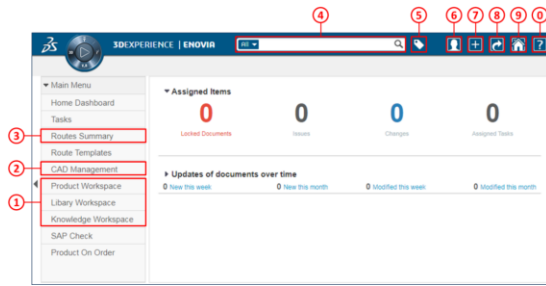 4 5 6 7 8 9 0
3DEXPERIENCE | ENOVIA All ?
Main Menu
Home Dashboard
Tasks
3 Routes Summary
Route Templates
2 CAD Management
Product Workspace
1 Libary Workspace
Knowledge Workspace
SAP Check
Product On Order
Assigned Items
0 0 0 0
Locked Documents Issues Changes Assigned Tasks
Updates of documents over time
0 New this week 0 New this month 0 Modified this week 0 Modified this month